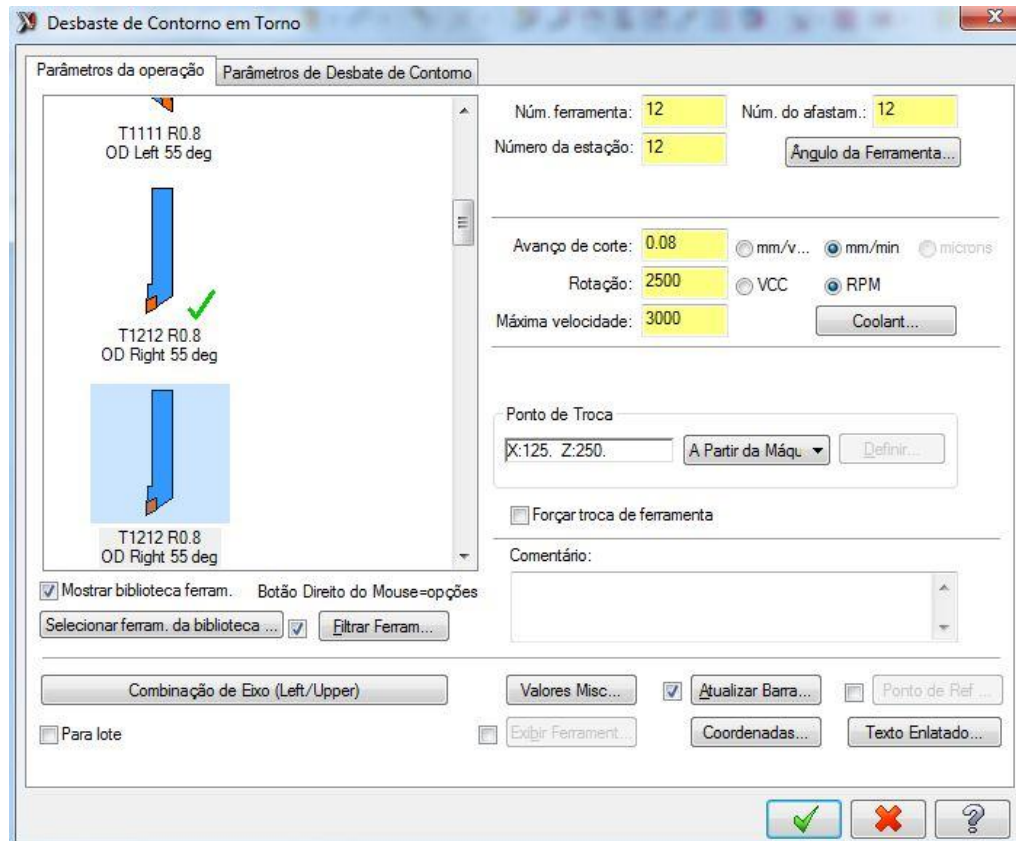 Desbaste de Contorno em Torno
Parâmetros da operação
Parâmetros de Desbate de Contorno
T1111 R0.8
OD Left 55 deg
T1212 R0.8
OD Right 55 deg
T1212 R0.8
OD Right 55 deg
Mostrar biblioteca ferram. Botão Direito do Mouse=opções
Selecionar ferram. da biblioteca ... Filtrar Ferram...
Núm. ferramenta: 12 Núm. do afastam.: 12
Número da estação: 12 Ângulo da Ferramenta...
Avanço de corte: 0.08 mm/v... mm/min microns
Rotação: 2500 VCC RPM
Máxima velocidade: 3000 Coolant...
Ponto de Troca
X:125. Z:250. A Partir da Máqu Definir...
Forçar troca de ferramenta
Comentário:
Combinação de Eixo (Left/Upper) Valores Misc... Atualizar Barra... Ponto de Ref ...
Para lote Exibir Ferrament... Coordenadas... Texto Enlatado...